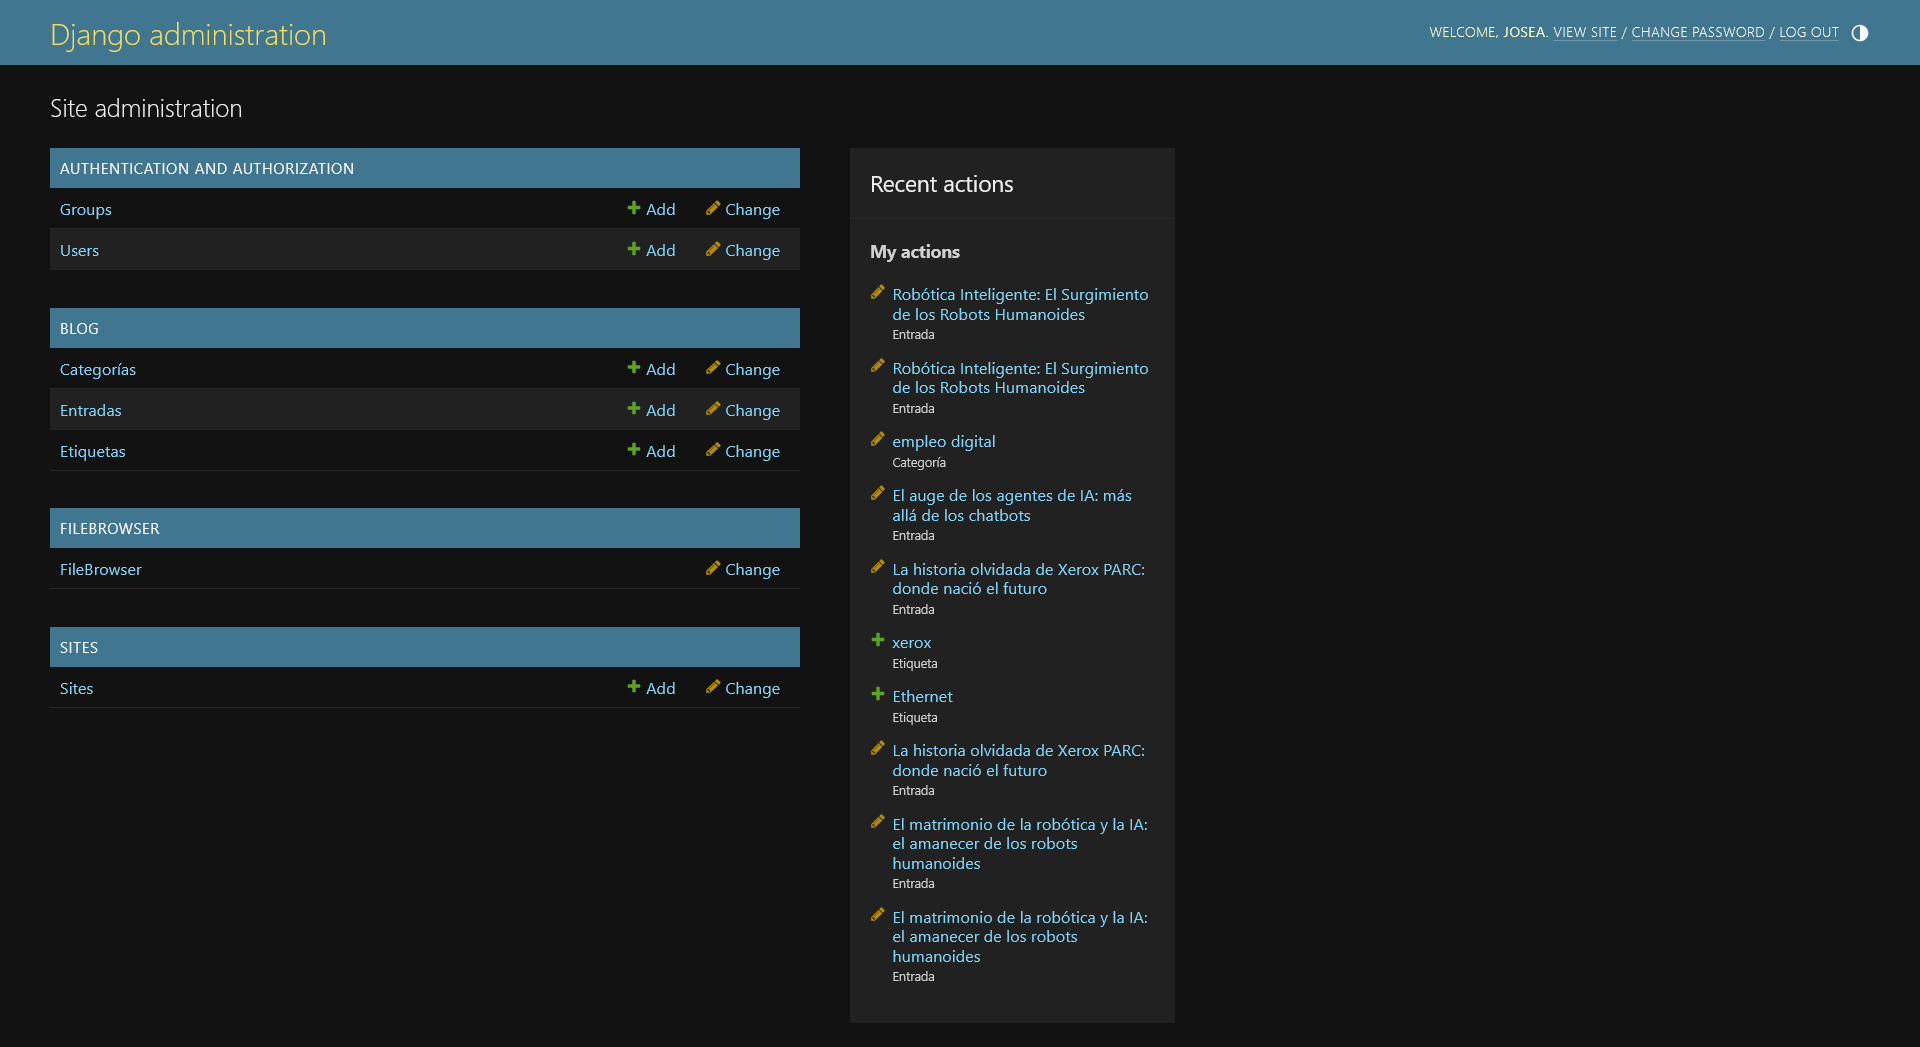 Django administration
WELCOME, JOSEA. VIEW SITE / CHANGE PASSWORD / LOG OUT
Site administration
AUTHENTICATION AND AUTHORIZATION
Groups Add Change
Users Add Change
BLOG
Categorías Add Change
Entradas Add Change
Etiquetas Add Change
FILEBROWSER
FileBrowser Change
SITES
Sites Add Change
Recent actions
My actions
Robótica Inteligente: El Surgimiento
de los Robots Humanoides
Entrada
Robótica Inteligente: El Surgimiento
de los Robots Humanoides
Entrada
empleo digital
Categoría
El auge de los agentes de IA: más
allá de los chatbots
Entrada
La historia olvidada de Xerox PARC:
donde nació el futuro
Entrada
xerox
Etiqueta
Ethernet
Etiqueta
La historia olvidada de Xerox PARC:
donde nació el futuro
Entrada
El matrimonio de la robótica y la IA:
el amanecer de los robots
humanoides
Entrada
El matrimonio de la robótica y la IA:
el amanecer de los robots
humanoides
Entrada